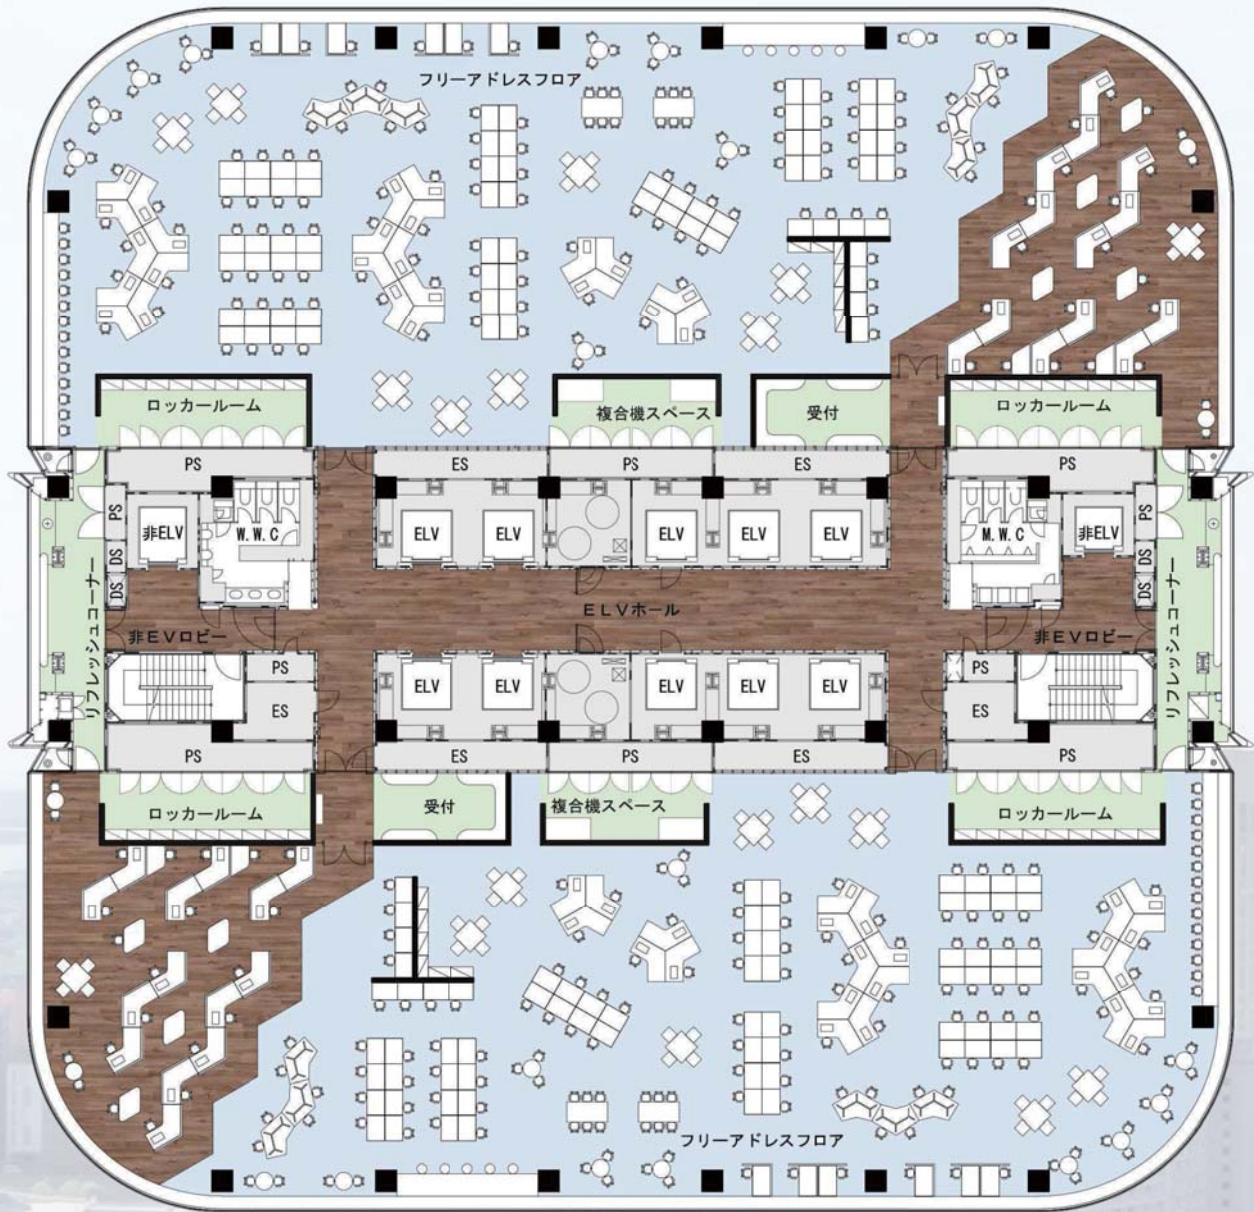 フリーアドレスフロア
ロッカールーム
複合機スペース
受付
ロッカールーム
PS
ES
PS
ES
PS
PS
非ELV
W.W.C
ELV
ELV
ELV
ELV
ELV
M.W.C
非ELV
PS
DS
DS
DS
DS
リフレッシュコーナー
ELVホール
リフレッシュコーナー
非EVロビー
非EVロビー
PS
ES
ELV
ELV
ELV
ELV
ELV
PS
ES
PS
ES
PS
ES
PS
ロッカールーム
受付
複合機スペース
ロッカールーム
フリーアドレスフロア